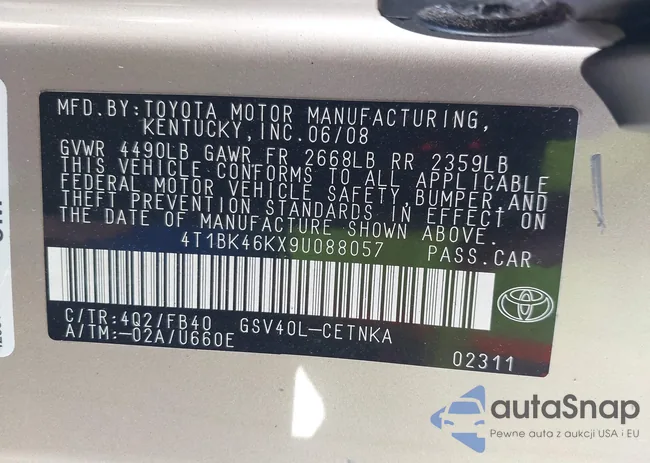 MFD.BY:TOYOTA MOTOR MANUFACTURING,
KENTUCKY,INC.06/08
GVWR 4490LB GAWR FR 2668LB RR 2359LB
THIS VEHICLE CONFORMS TO ALL APPLICABLE
FEDERAL MOTOR VEHICLE SAFETY,BUMPER,AND
THEFT PREVENTION STANDARDS IN EFFECT ON
THE DATE OF MANUFACTURE SHOWN ABOVE.
4T1BK46KX9U088057 PASS.CAR
C/TR:4Q2/FB40 GSV40L-CETNKA
A/TM:-02A/U660E
02311
autaSnap
Pewne auta z aukcji USA i EU